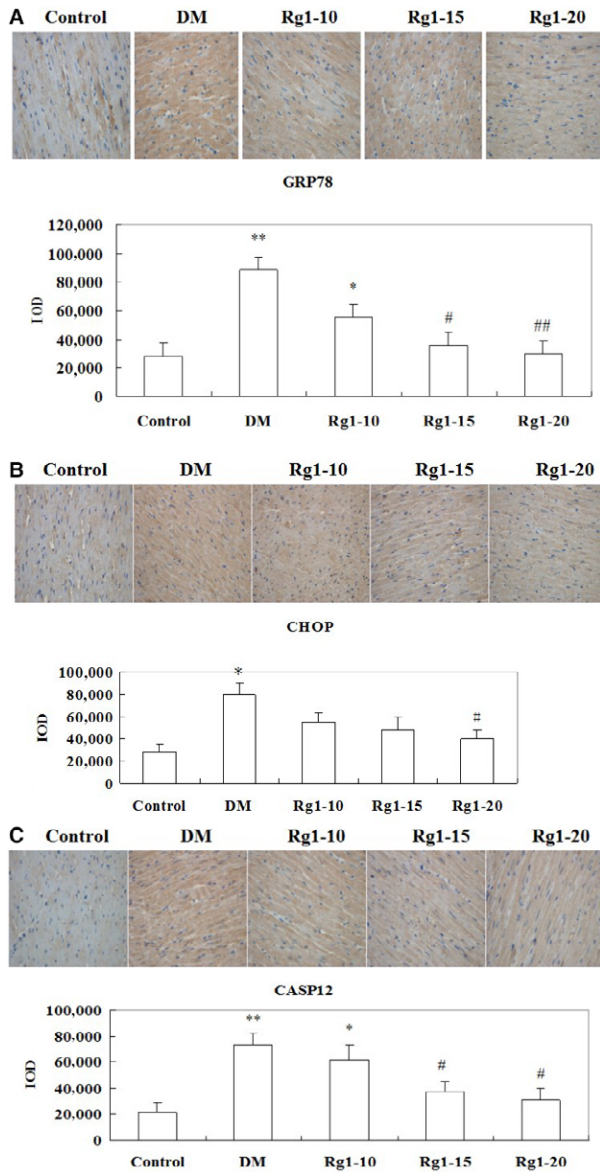 A
Control DM Rg1-10 Rg1-15 Rg1-20
GRP78
120,000
100,000
80,000
60,000
40,000
20,000
0
IOD
** * # ##
Control DM Rg1-10 Rg1-15 Rg1-20
B
Control DM Rg1-10 Rg1-15 Rg1-20
CHOP
100,000
80,000
60,000
40,000
20,000
0
IOD
* #
Control DM Rg1-10 Rg1-15 Rg1-20
C
Control DM Rg1-10 Rg1-15 Rg1-20
CASP12
100,000
80,000
60,000
40,000
20,000
0
IOD
** * # #
Control DM Rg1-10 Rg1-15 Rg1-20